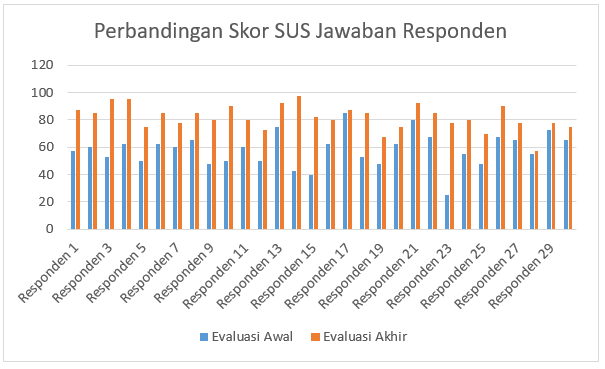 Perbandingan Skor SUS Jawaban Responden
120
100
80
60
40
20
0
Responden 1
Responden 3
Responden 5
Responden 7
Responden 9
Responden 11
Responden 13
Responden 15
Responden 17
Responden 19
Responden 21
Responden 23
Responden 25
Responden 27
Responden 29
Evaluasi Awal
Evaluasi Akhir